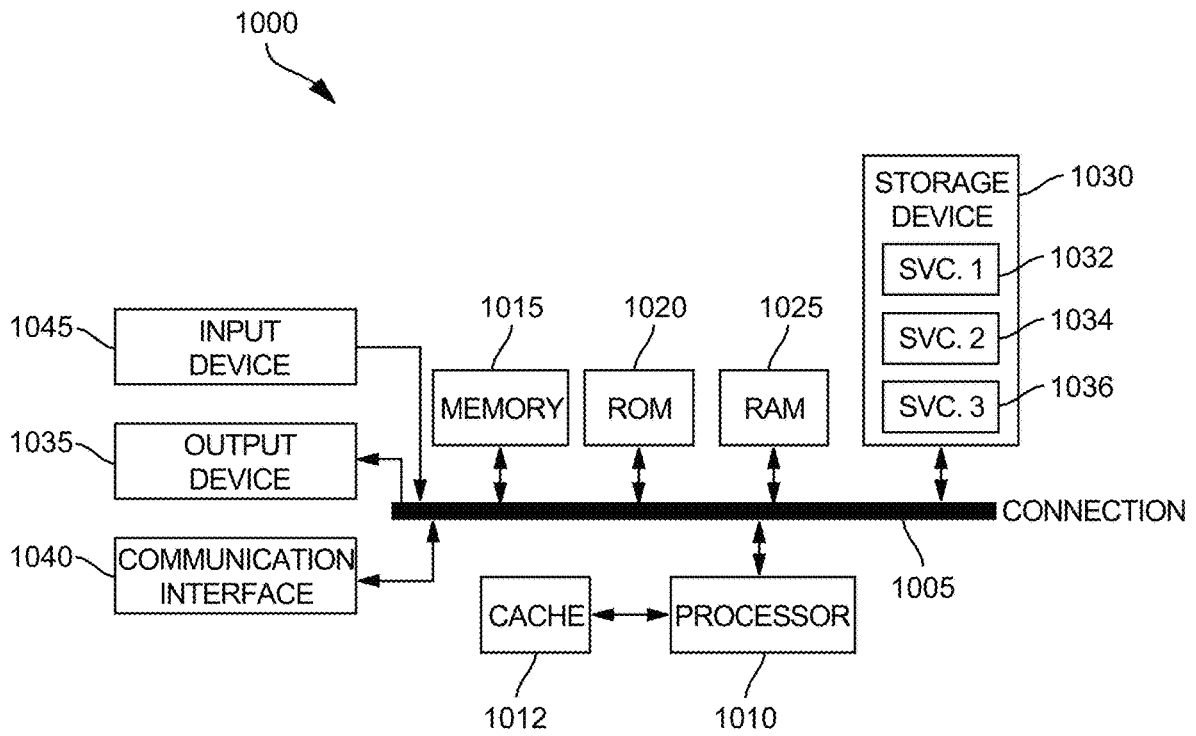 1000
STORAGE
DEVICE
1030
SVC. 1
1032
SVC. 2
1034
SVC. 3
1036
1015
1020
1025
1045
INPUT
DEVICE
MEMORY
ROM
RAM
1035
OUTPUT
DEVICE
CONNECTION
1040
COMMUNICATION
INTERFACE
1005
CACHE
PROCESSOR
1012
1010